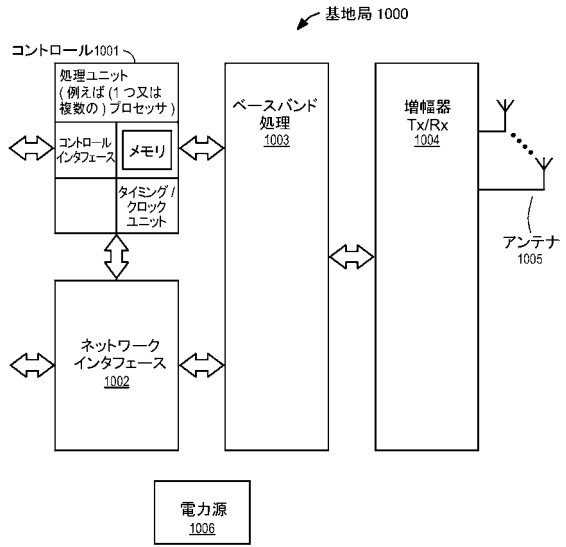 基地局 1000
コントロール1001
処理ユニット
( 例えば (1 つ又は
複数の ) プロセッサ )
コントロール
インタフェース
メモリ
タイミング /
クロック
ユニット
ベースバンド
処理
1003
増幅器
Tx/Rx
1004
アンテナ
1005
ネットワーク
インタフェース
1002
電力源
1006